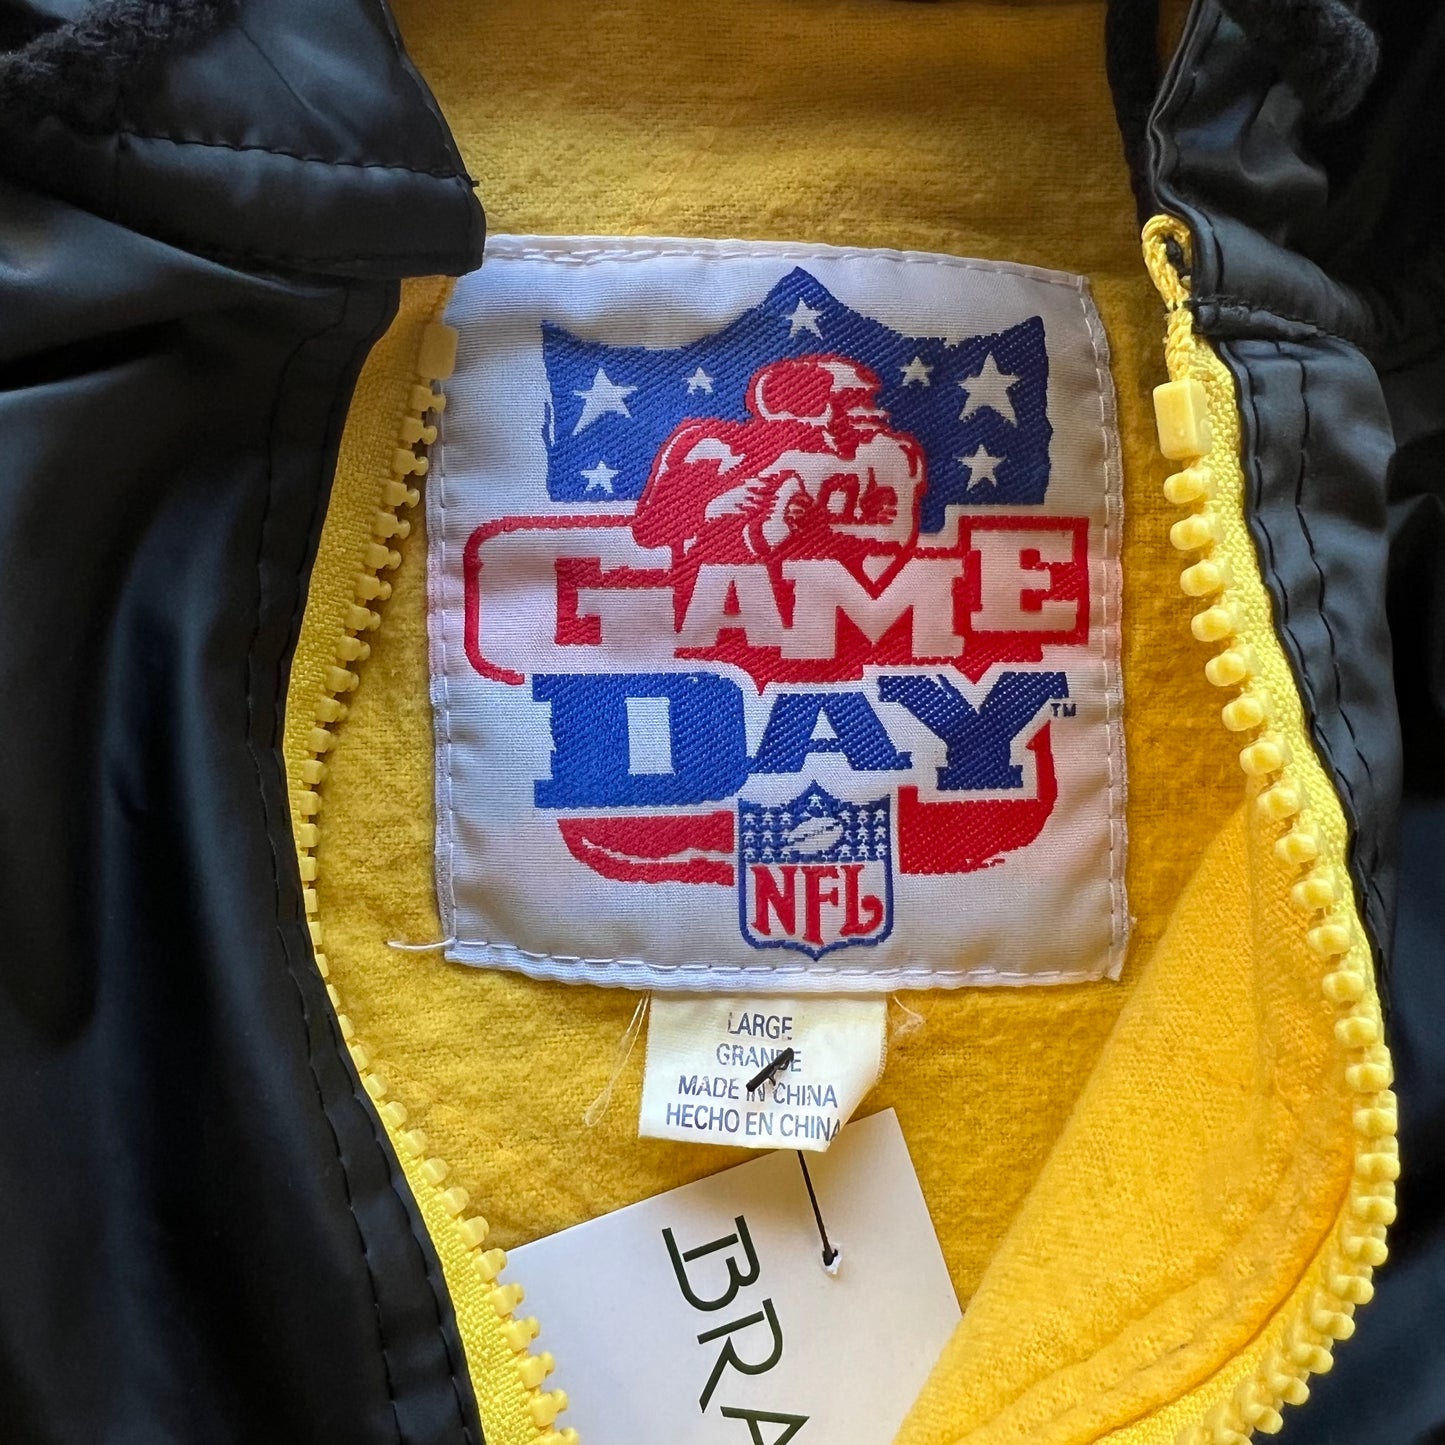 GAME
DAY™
NFL
LARGE
GRANDE
MADE IN CHINA
HECHO EN CHINA
BRA